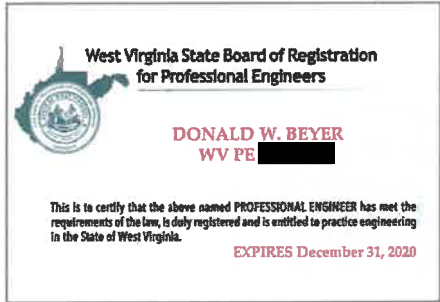 West Virginia State Board of Registration
for Professional Engineers
DONALD W. BEYER
WV PE
This is to certify that the above named PROFESSIONAL ENGINEER has met the
requirements of the law, is duly registered and is entitled to practice engineering
in the State of West Virginia.
EXPIRES December 31, 2020